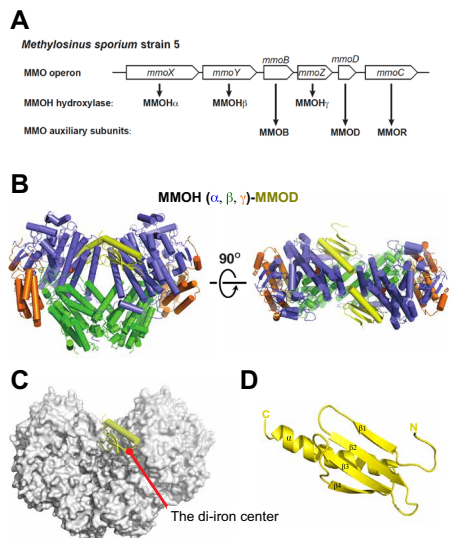 A
Methylosinus sporium strain 5
mmoB
mmoD
MMO operon
mmoX
mmoY
mmoZ
mmoC
MMOH hydroxylase:
MMOHα
MMOHβ
MMOHγ
MMO auxiliary subunits:
MMOB
MMOD
MMOR
B
MMOH (α, β, γ)-MMOD
90°
C
The di-iron center
D
C
N
α
β1
β2
β3
β4